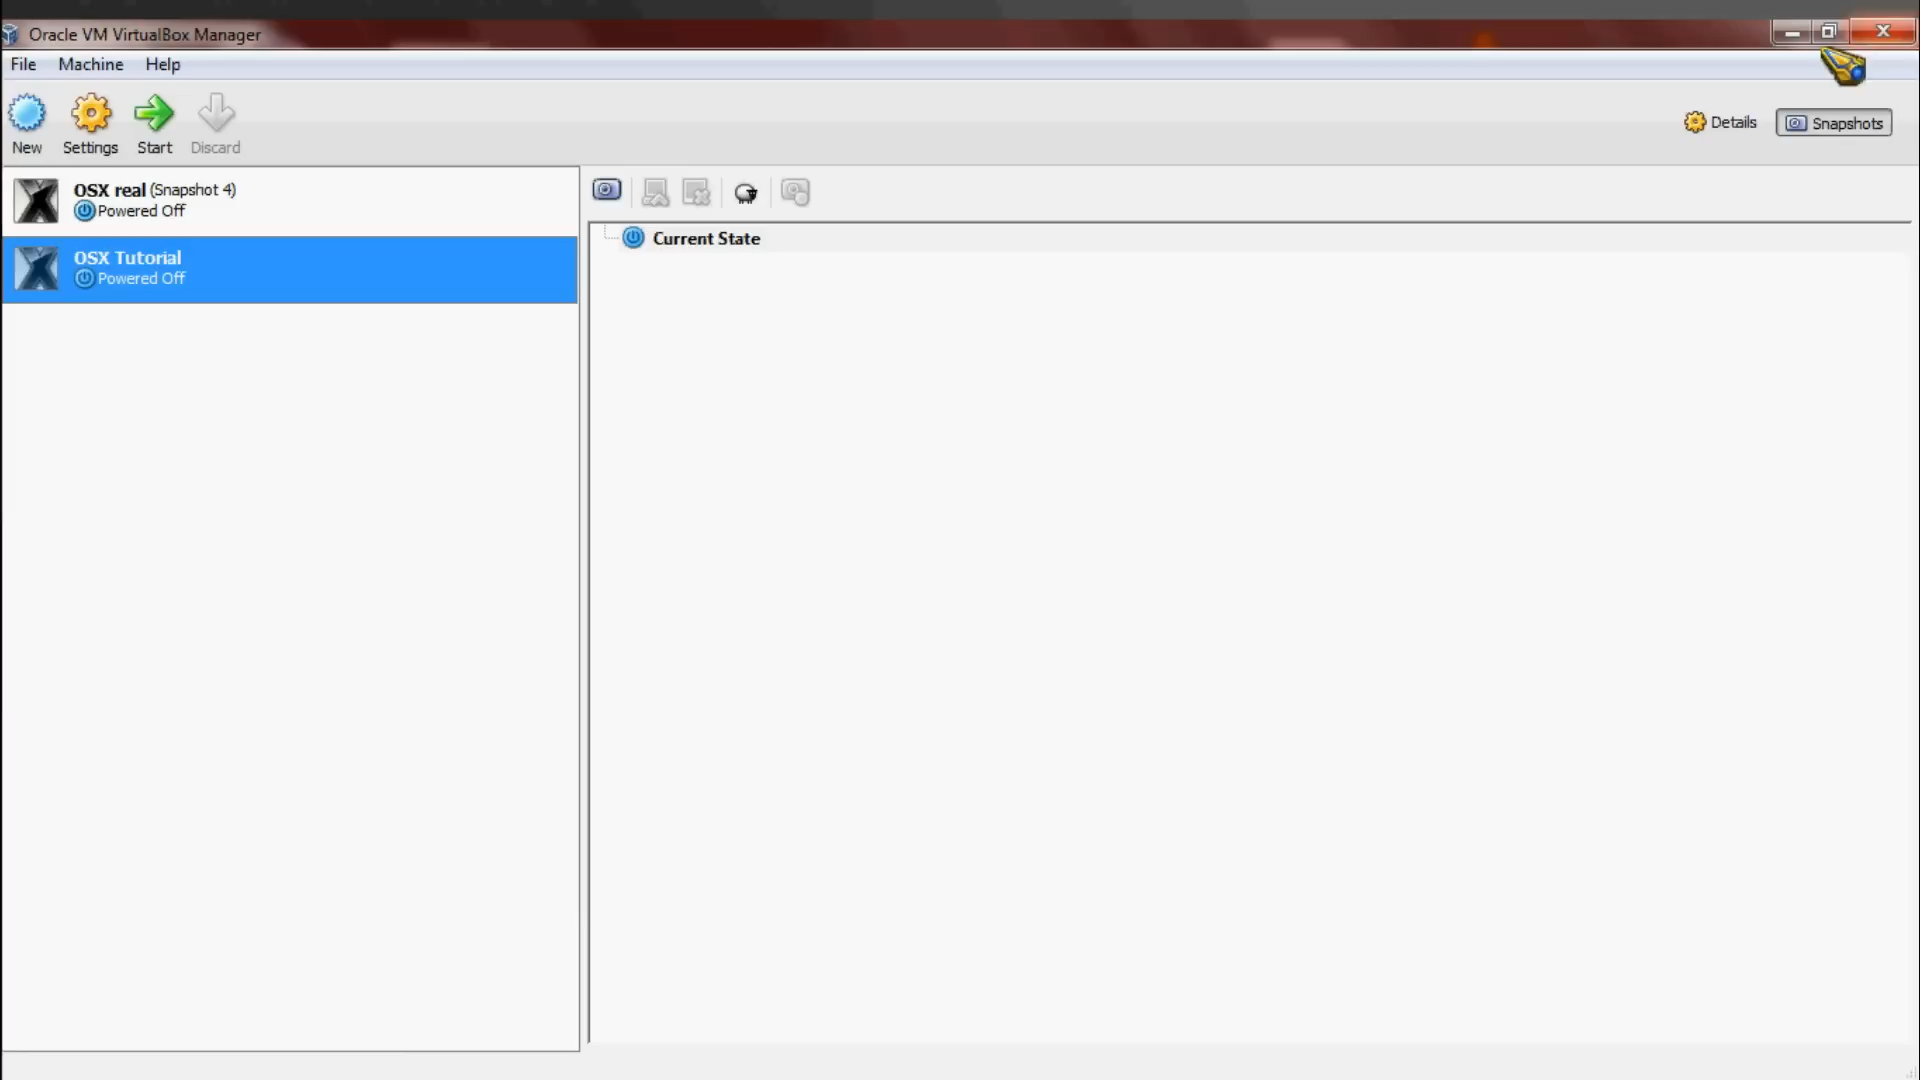 Oracle VM VirtualBox Manager
File Machine Help
New Settings Start Discard
Details Snapshots
OSX real (Snapshot 4)
Powered Off
OSX Tutorial
Powered Off
Current State